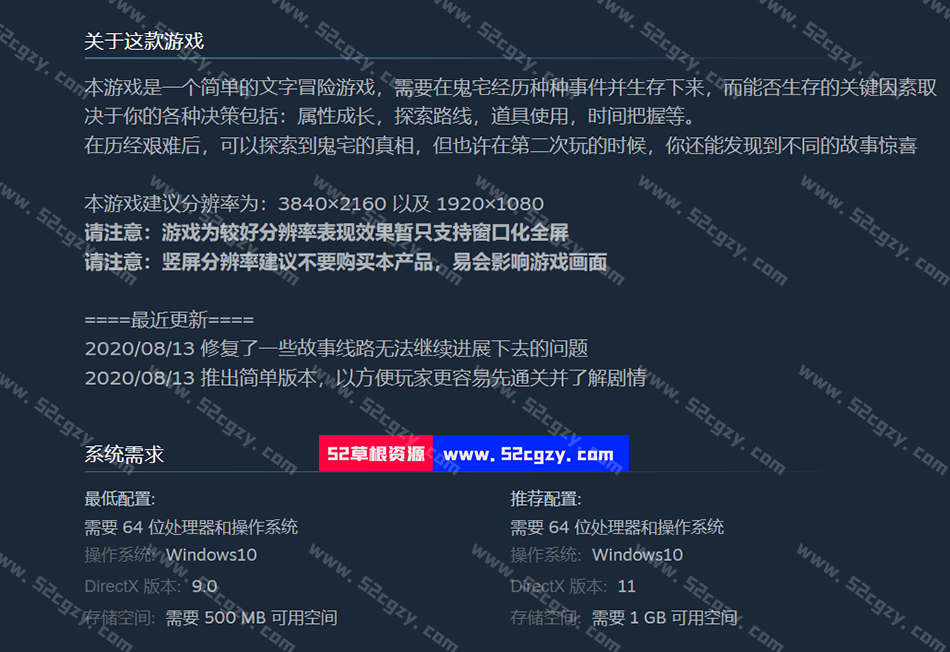 关于这款游戏
本游戏是一个简单的文字冒险游戏，需要在鬼宅经历种种事件并生存下来，而能否生存的关键因素取
决于你的各种决策包括：属性成长，探索路线，道具使用，时间把握等。
在历经艰难后，可以探索到鬼宅的真相，但也许在第二次玩的时候，你还能发现到不同的故事惊喜
本游戏建议分辨率为：3840×2160 以及 1920×1080
请注意：游戏为较好分辨率表现效果暂只支持窗口化全屏
请注意：竖屏分辨率建议不要购买本产品，易会影响游戏画面
====最近更新====
2020/08/13 修复了一些故事线路无法继续进展下去的问题
2020/08/13 推出简单版本，以方便玩家更容易先通关并了解剧情
系统需求
52草根资源 www.52cgzy.com
最低配置:
需要 64 位处理器和操作系统
操作系统: Windows10
DirectX 版本: 9.0
存储空间: 需要 500 MB 可用空间
推荐配置:
需要 64 位处理器和操作系统
操作系统: Windows10
DirectX 版本: 11
存储空间: 需要 1 GB 可用空间
www.52cgzy.com